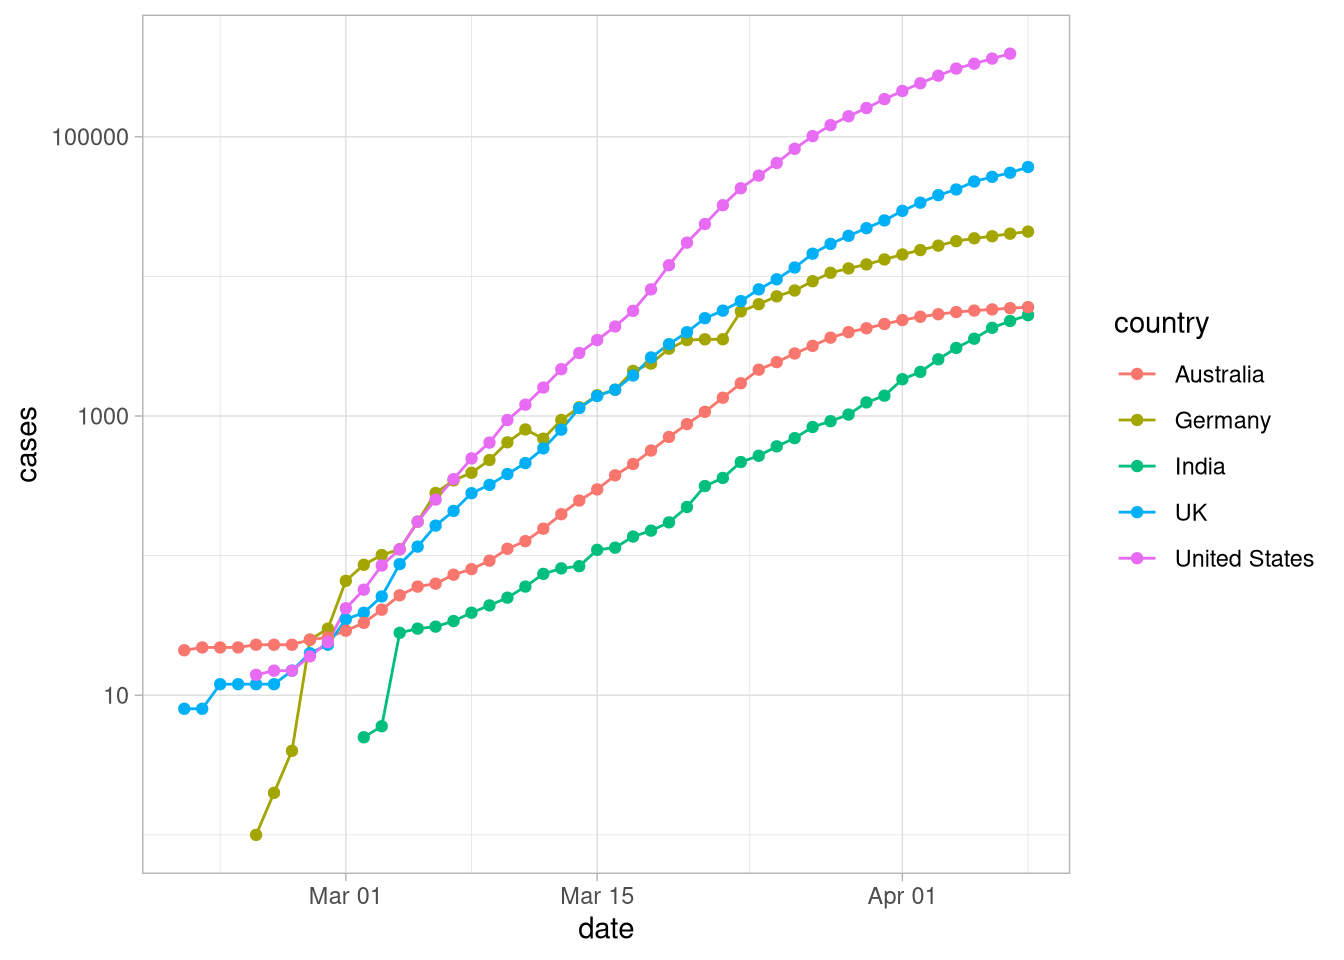 100000
1000
10
cases
Mar 01
Mar 15
Apr 01
date
country
Australia
Germany
India
UK
United States